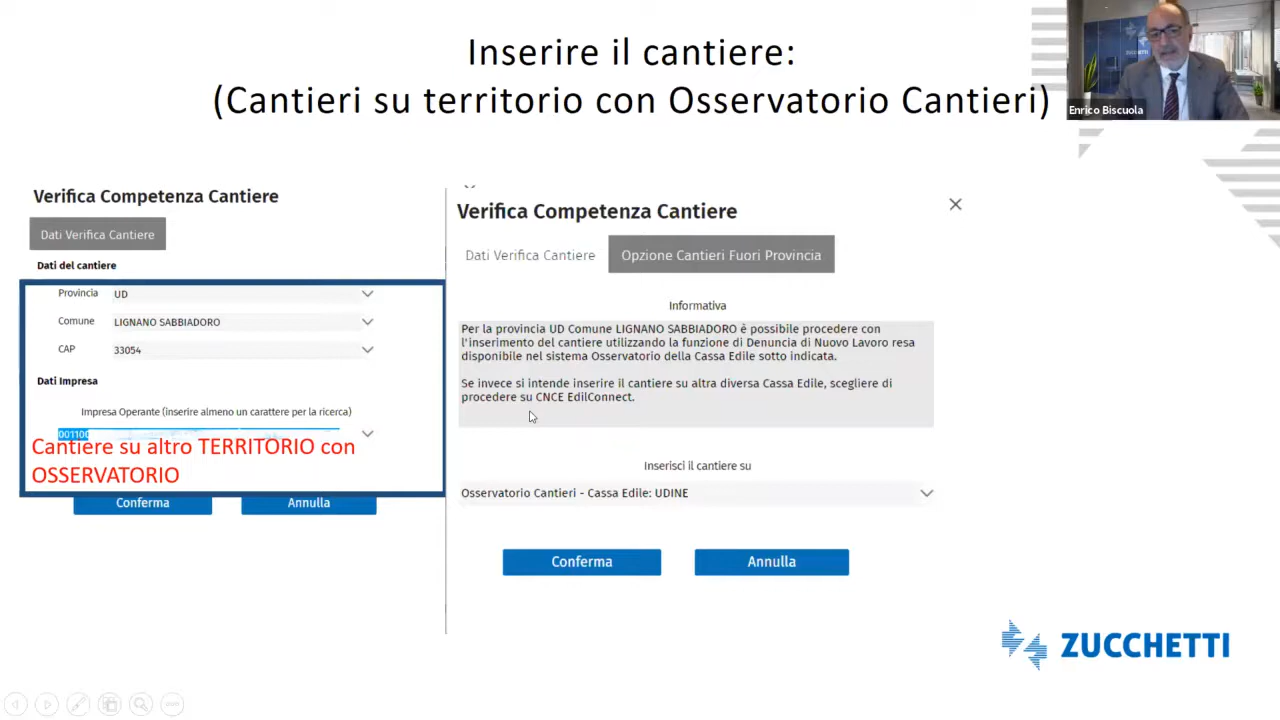 Inserire il cantiere:
(Cantieri su territorio con Osservatorio Cantieri)
ZUCCHETTI
Enrico Biscuola
Verifica Competenza Cantiere
Dati Verifica Cantiere
Dati del cantiere
Provincia UD
Comune LIGNANO SABBIADORO
CAP 33054
Dati Impresa
Impresa Operante (inserire almeno un carattere per la ricerca)
001100
Cantiere su altro TERRITORIO con
OSSERVATORIO
Conferma Annulla
Verifica Competenza Cantiere
Dati Verifica Cantiere Opzione Cantieri Fuori Provincia
Informativa
Per la provincia UD Comune LIGNANO SABBIADORO è possibile procedere con
l'inserimento del cantiere utilizzando la funzione di Denuncia di Nuovo Lavoro resa
disponibile nel sistema Osservatorio della Cassa Edile sotto indicata.
Se invece si intende inserire il cantiere su altra diversa Cassa Edile, scegliere di
procedere su CNCE EdilConnect.
Inserisci il cantiere su
Osservatorio Cantieri - Cassa Edile: UDINE
Conferma Annulla
ZUCCHETTI